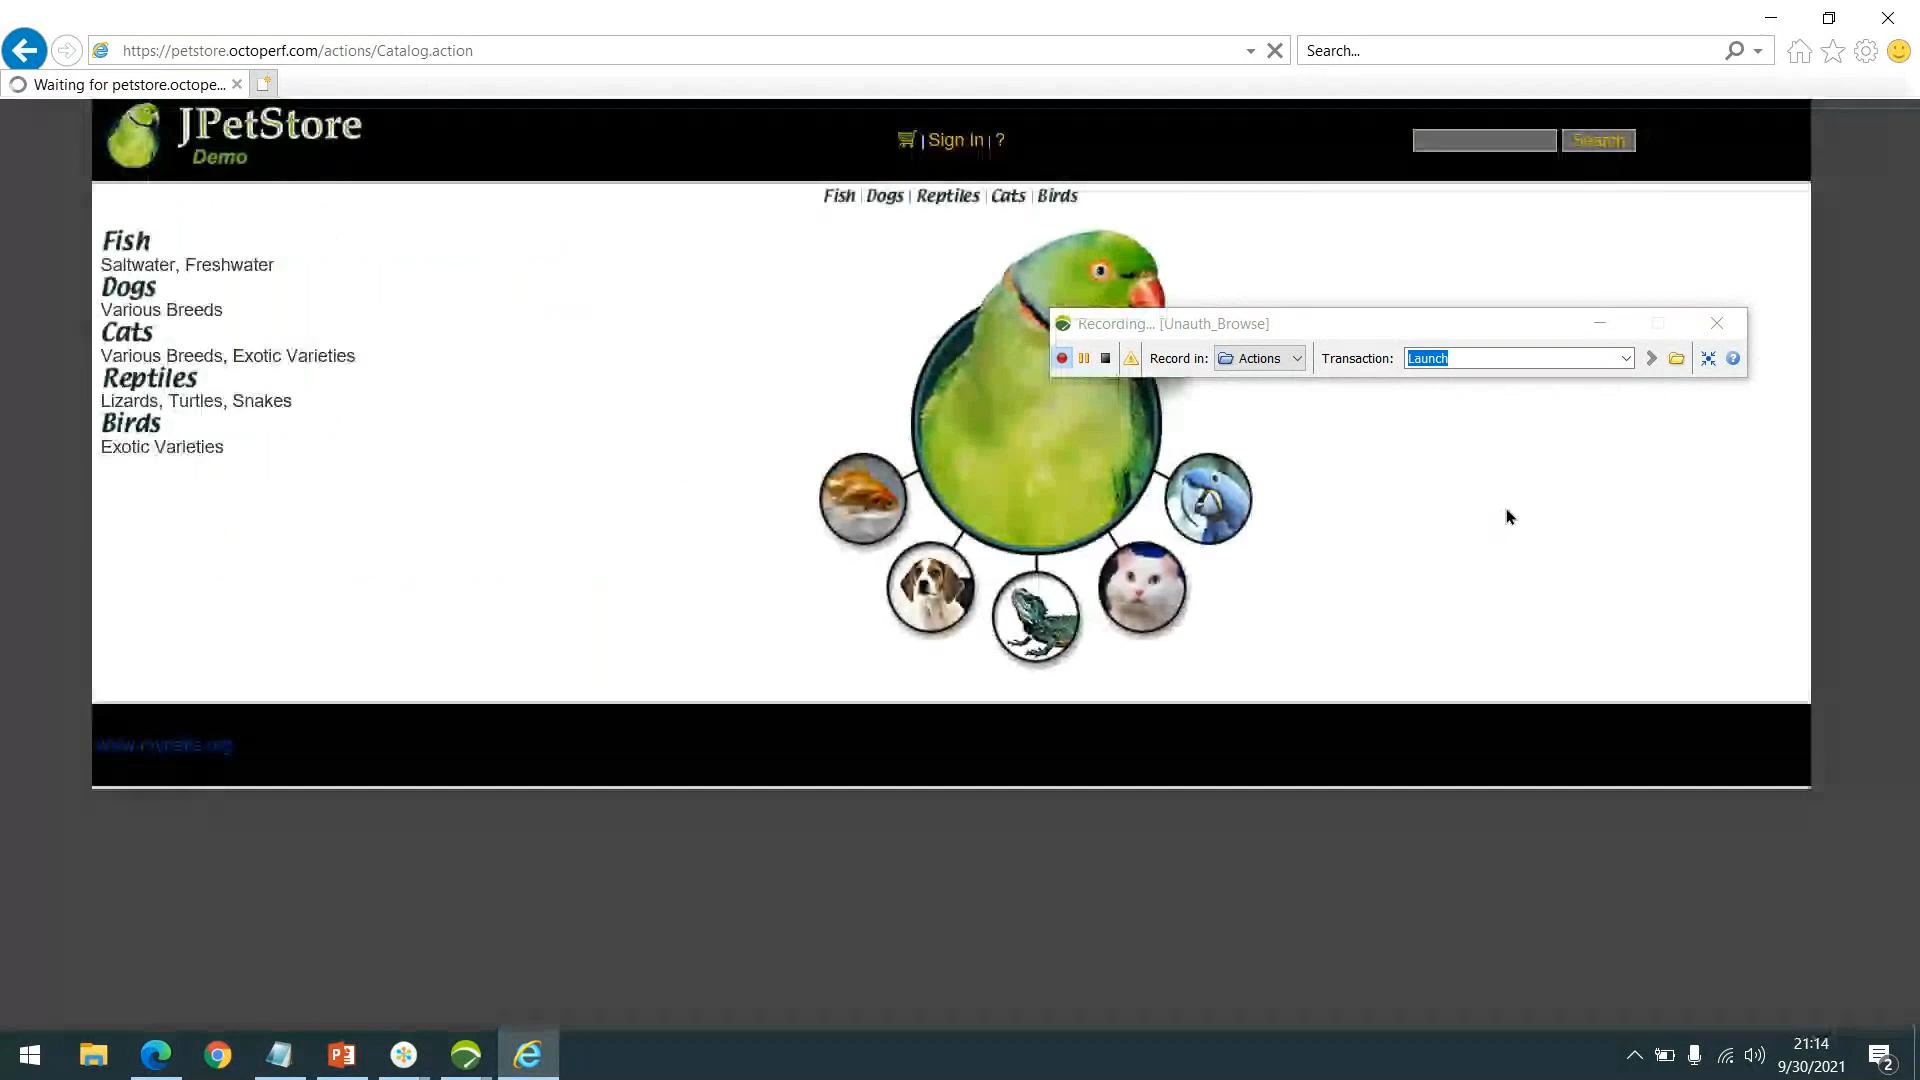 https://petstore.octoperf.com/actions/Catalog.action
Search...
Waiting for petstore.octope...
JPetStore
Demo
| Sign In | ?
Search
Fish | Dogs | Reptiles | Cats | Birds
Fish
Saltwater, Freshwater
Dogs
Various Breeds
Cats
Various Breeds, Exotic Varieties
Reptiles
Lizards, Turtles, Snakes
Birds
Exotic Varieties
Recording... [Unauth_Browse]
Record in: Actions
Transaction: Launch
21:14
9/30/2021
2